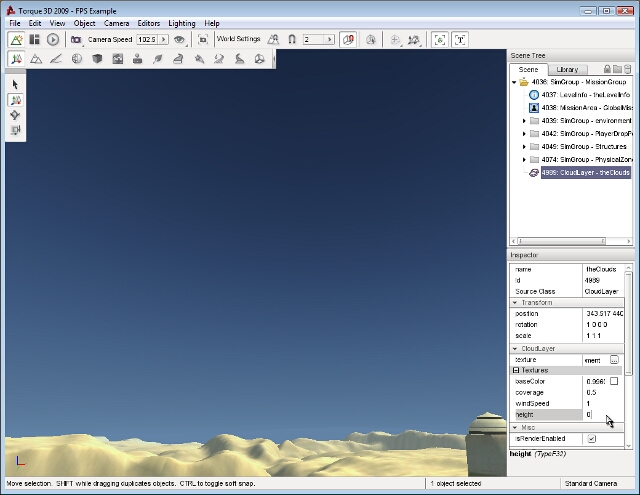 Torque 3D 2009 - FPS Example
File Edit View Object Camera Editors Lighting Help
Camera Speed 102.5 World Settings 2
Scene Tree
Scene Library
4036: SimGroup - MissionGroup
4037: LevelInfo - theLevelInfo
4038: MissionArea - GlobalMiss
4039: SimGroup - environment
4042: SimGroup - PlayerDropPo
4049: SimGroup - Structures
4074: SimGroup - PhysicalZone
4989: CloudLayer - theClouds
Inspector
name theClouds
Id 4989
Source Class CloudLayer
Transform
position 343.517 440
rotation 1 0 0 0
scale 1 1 1
CloudLayer
texture ment ...
Textures
baseColor 0.996
coverage 0.5
windSpeed 1
height 0
Misc
isRenderEnabled
height (TypeF32)
Move selection. SHIFT while dragging duplicates objects. CTRL to toggle soft snap. 1 object selected Standard Camera